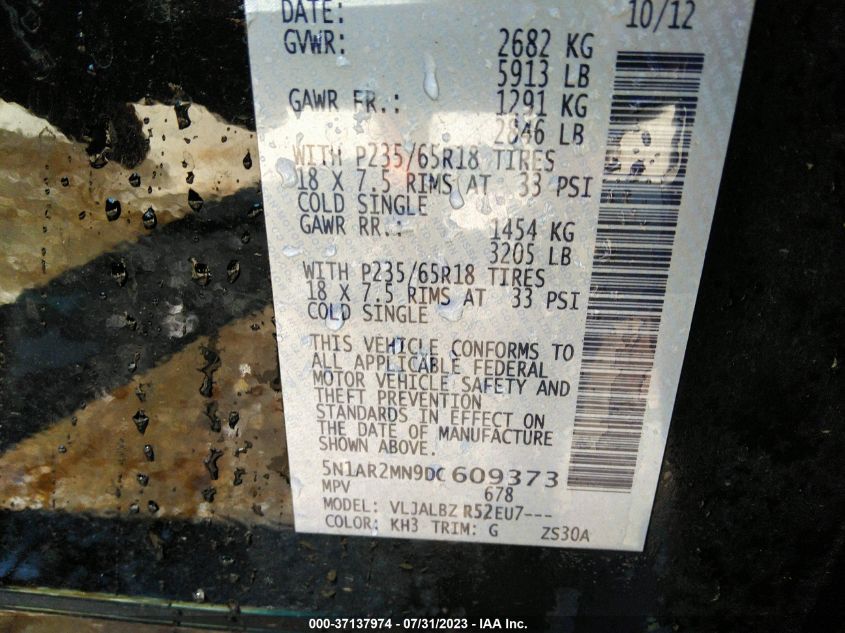 DATE: 10/12
GVWR: 2682 KG
5913 LB
GAWR FR.: 1291 KG
2846 LB
WITH P235/65R18 TIRES
18 X 7.5 RIMS AT 33 PSI
COLD SINGLE
GAWR RR.: 1454 KG
3205 LB
WITH P235/65R18 TIRES
18 X 7.5 RIMS AT 33 PSI
COLD SINGLE
THIS VEHICLE CONFORMS TO
ALL APPLICABLE FEDERAL
MOTOR VEHICLE SAFETY AND
THEFT PREVENTION
STANDARDS IN EFFECT ON
THE DATE OF MANUFACTURE
SHOWN ABOVE.
5N1AR2MN9DC609373
MPV 678
MODEL: VLJALBZ R52EU7---
COLOR: KH3 TRIM: G ZS30A
000-37137974 - 07/31/2023 - IAA Inc.